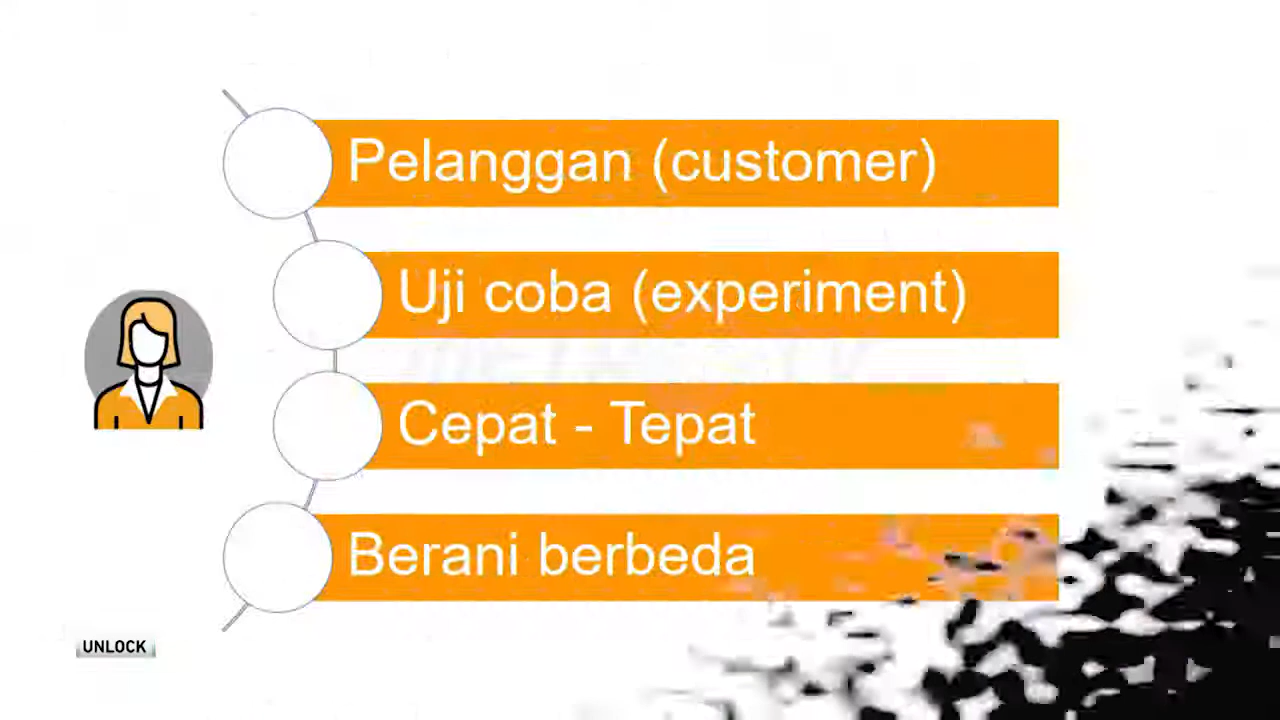 Pelanggan (customer)
Uji coba (experiment)
Cepat - Tepat
Berani berbeda
UNLOCK